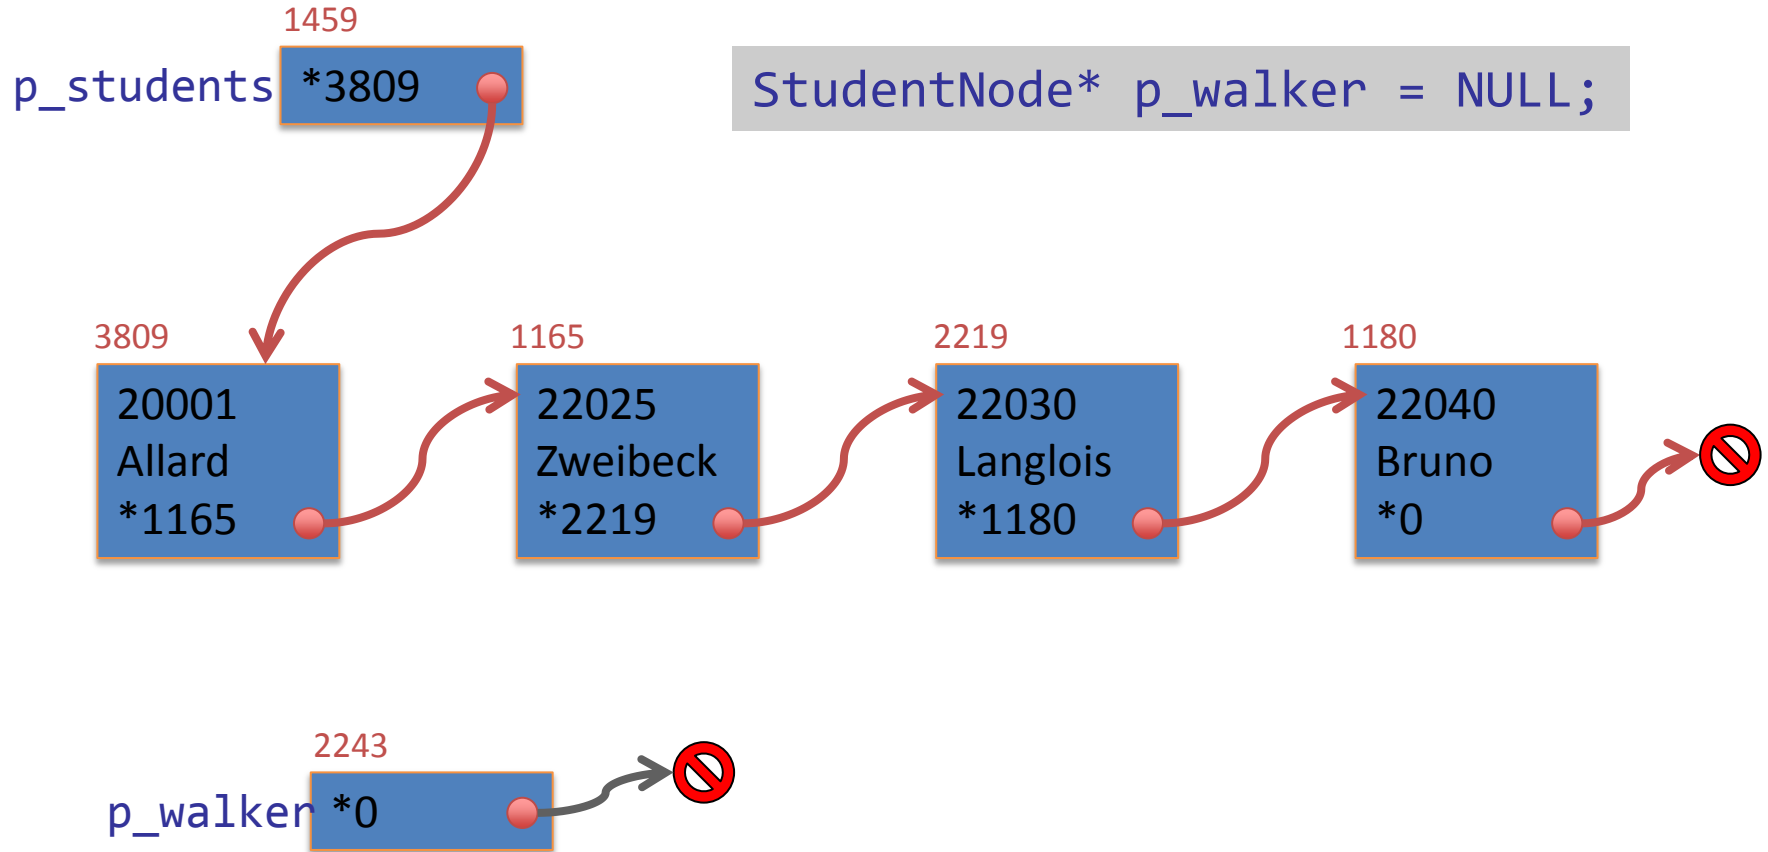 1459
p_students
*3809
StudentNode* p_walker = NULL;
3809
20001
Allard
*1165
1165
22025
Zweibeck
*2219
2219
22030
Langlois
*1180
1180
22040
Bruno
*0
2243
p_walker
*0